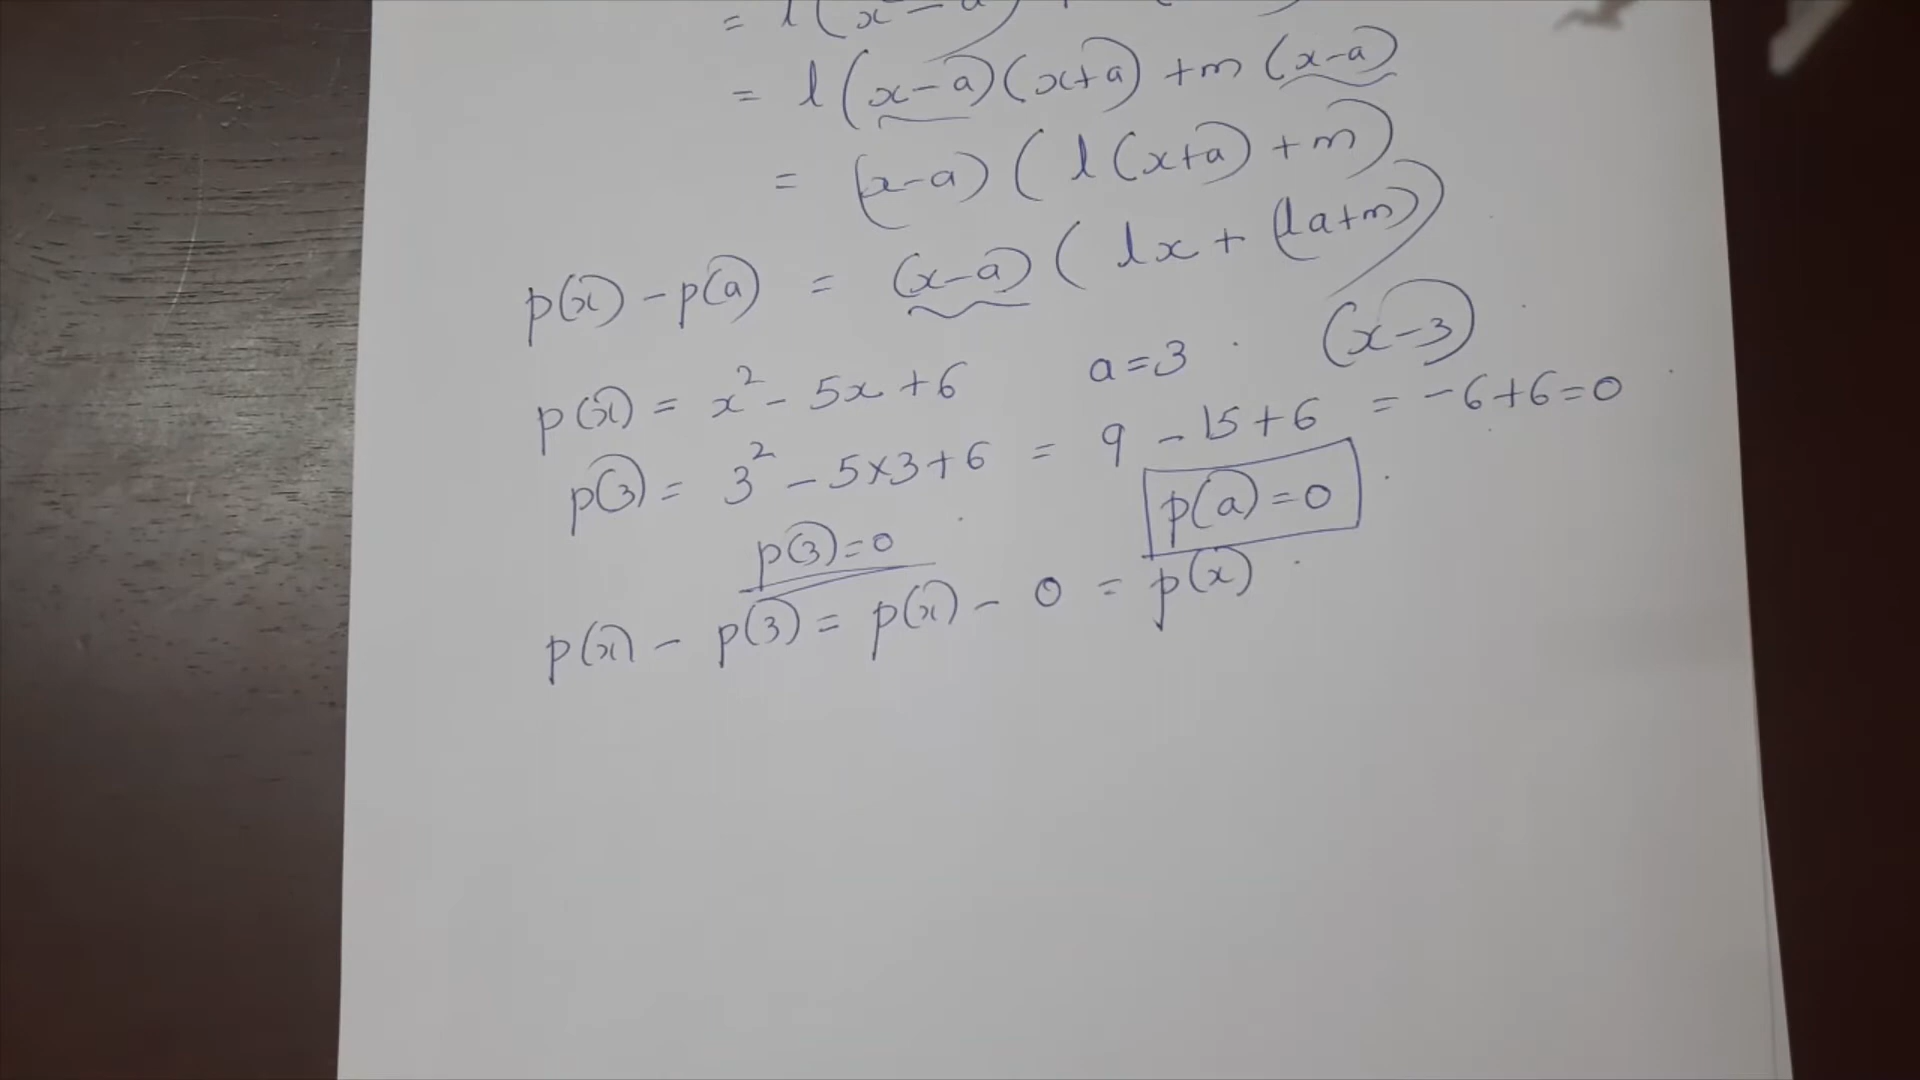 = l(x²-a
= l(x-a)(x+a) +m (x-a)
= (x-a) ( l(x+a) +m)
p(x) - p(a) = (x-a) ( lx + (la+m))
p(x) = x² - 5x + 6 a=3 (x-3)
p(3) = 3² - 5×3+6 = 9 - 15+6 = -6+6=0
p(3)=0 p(a)=0
p(x) - p(3) = p(x) - 0 = p(x)